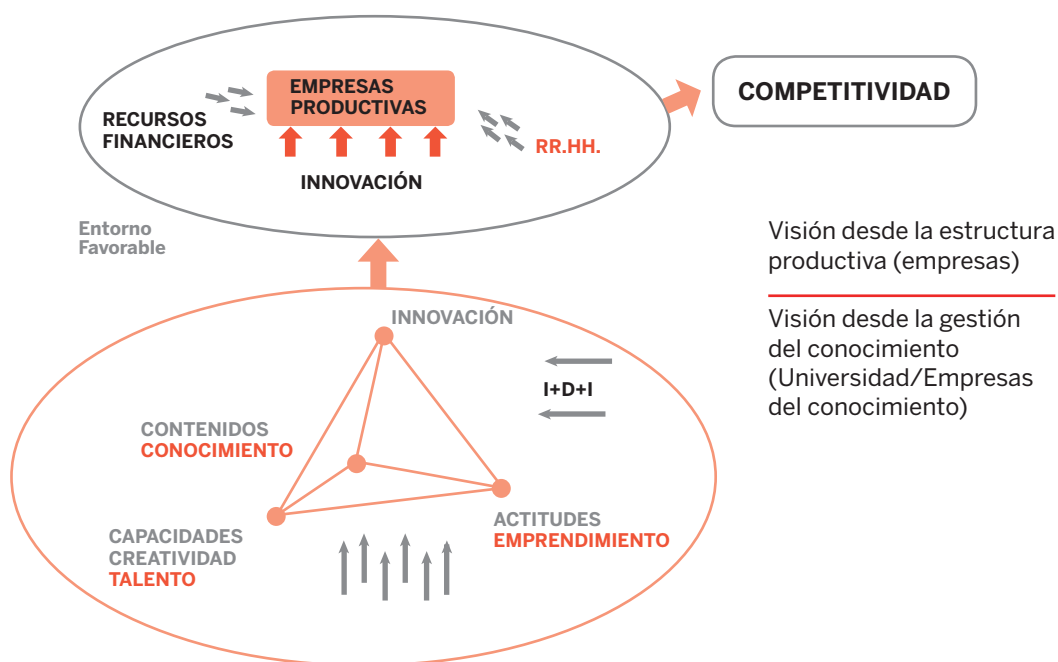 EMPRESAS
PRODUCTIVAS
RECURSOS
FINANCIEROS
RR.HH.
INNOVACIÓN
COMPETITIVIDAD
Entorno
Favorable
Visión desde la estructura
productiva (empresas)
Visión desde la gestión
del conocimiento
(Universidad/Empresas
del conocimiento)
INNOVACIÓN
I+D+I
CONTENIDOS
CONOCIMIENTO
ACTITUDES
EMPRENDIMIENTO
CAPACIDADES
CREATIVIDAD
TALENTO